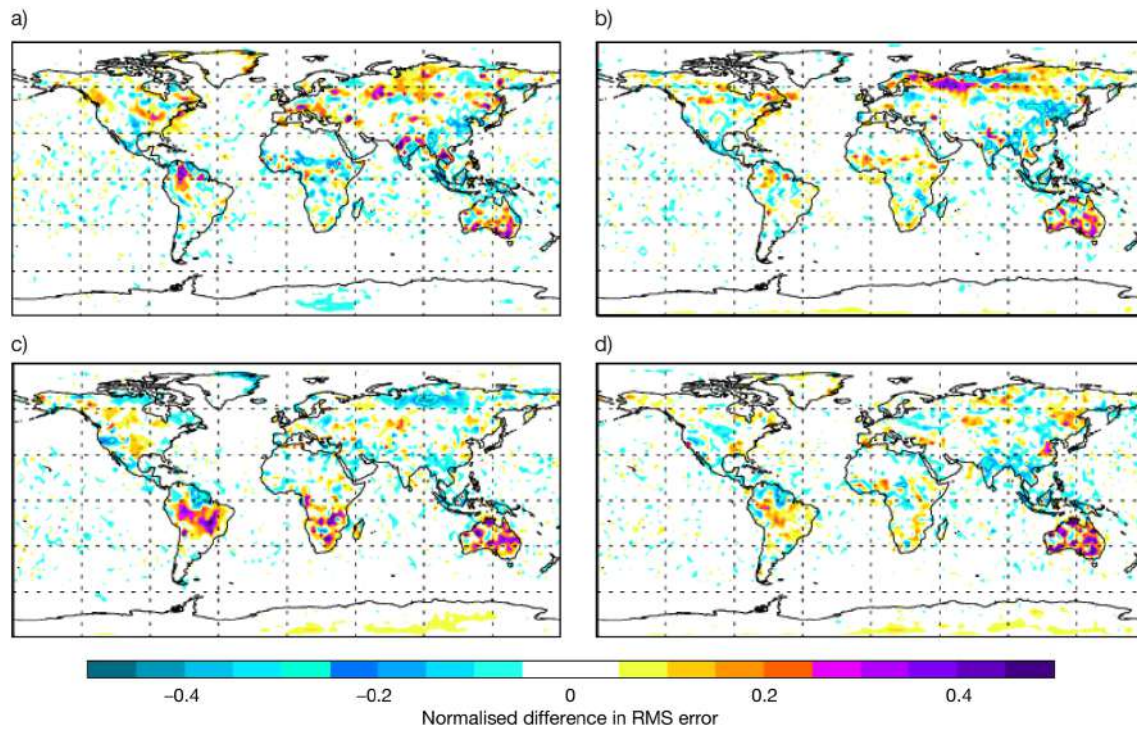 a)
b)
c)
d)
−0.4 −0.2 0 0.2 0.4
Normalised difference in RMS error